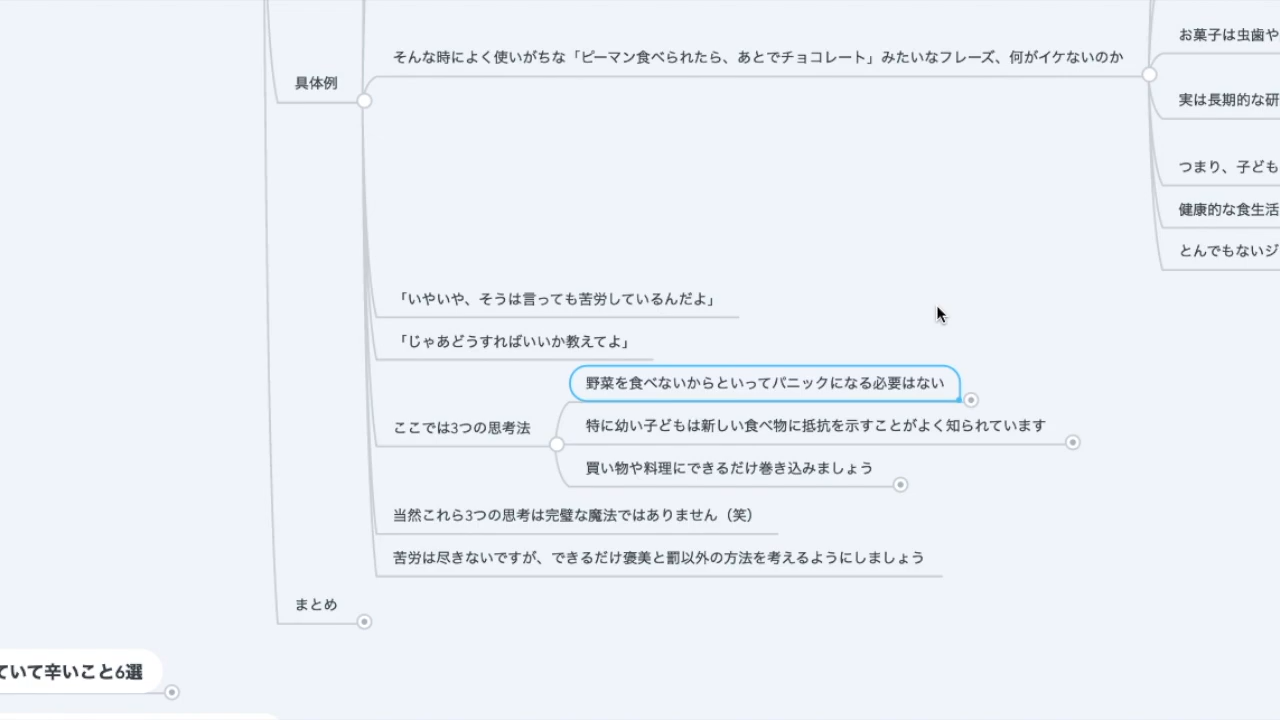 お菓子は虫歯や
そんな時によく使いがちな「ピーマン食べられたら、あとでチョコレート」みたいなフレーズ、何がイケないのか
具体例
実は長期的な研
つまり、子ども
健康的な食生活
とんでもないジ
「いやいや、そうは言っても苦労しているんだよ」
「じゃあどうすればいいか教えてよ」
野菜を食べないからといってパニックになる必要はない
ここでは3つの思考法
特に幼い子どもは新しい食べ物に抵抗を示すことがよく知られています
買い物や料理にできるだけ巻き込みましょう
当然これら3つの思考は完璧な魔法ではありません（笑）
苦労は尽きないですが、できるだけ褒美と罰以外の方法を考えるようにしましょう
まとめ
ていて辛いこと6選